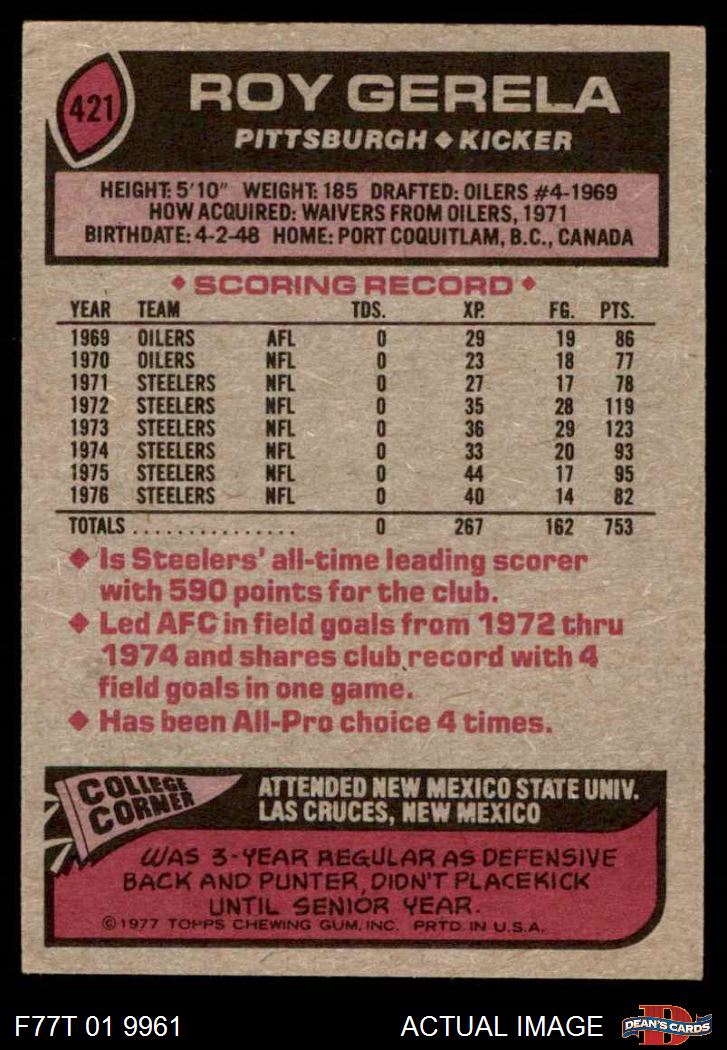 421
ROY GERELA
PITTSBURGH ◆ KICKER
HEIGHT: 5'10" WEIGHT: 185 DRAFTED: OILERS #4-1969
HOW ACQUIRED: WAIVERS FROM OILERS, 1971
BIRTHDATE: 4-2-48 HOME: PORT COQUITLAM, B.C., CANADA
◆ SCORING RECORD ◆
YEAR TEAM TDS. XP. FG. PTS.
1969 OILERS AFL 0 29 19 86
1970 OILERS NFL 0 23 18 77
1971 STEELERS NFL 0 27 17 78
1972 STEELERS NFL 0 35 28 119
1973 STEELERS NFL 0 36 29 123
1974 STEELERS NFL 0 33 20 93
1975 STEELERS NFL 0 44 17 95
1976 STEELERS NFL 0 40 14 82
TOTALS ............... 0 267 162 753
◆ Is Steelers' all-time leading scorer
with 590 points for the club.
◆ Led AFC in field goals from 1972 thru
1974 and shares club record with 4
field goals in one game.
◆ Has been All-Pro choice 4 times.
COLLEGE
CORNER
ATTENDED NEW MEXICO STATE UNIV.
LAS CRUCES, NEW MEXICO
WAS 3-YEAR REGULAR AS DEFENSIVE
BACK AND PUNTER, DIDN'T PLACEKICK
UNTIL SENIOR YEAR.
© 1977 TOPPS CHEWING GUM, INC. PRTD. IN U.S.A.
F77T 01 9961
ACTUAL IMAGE
D
DEAN'S CARDS